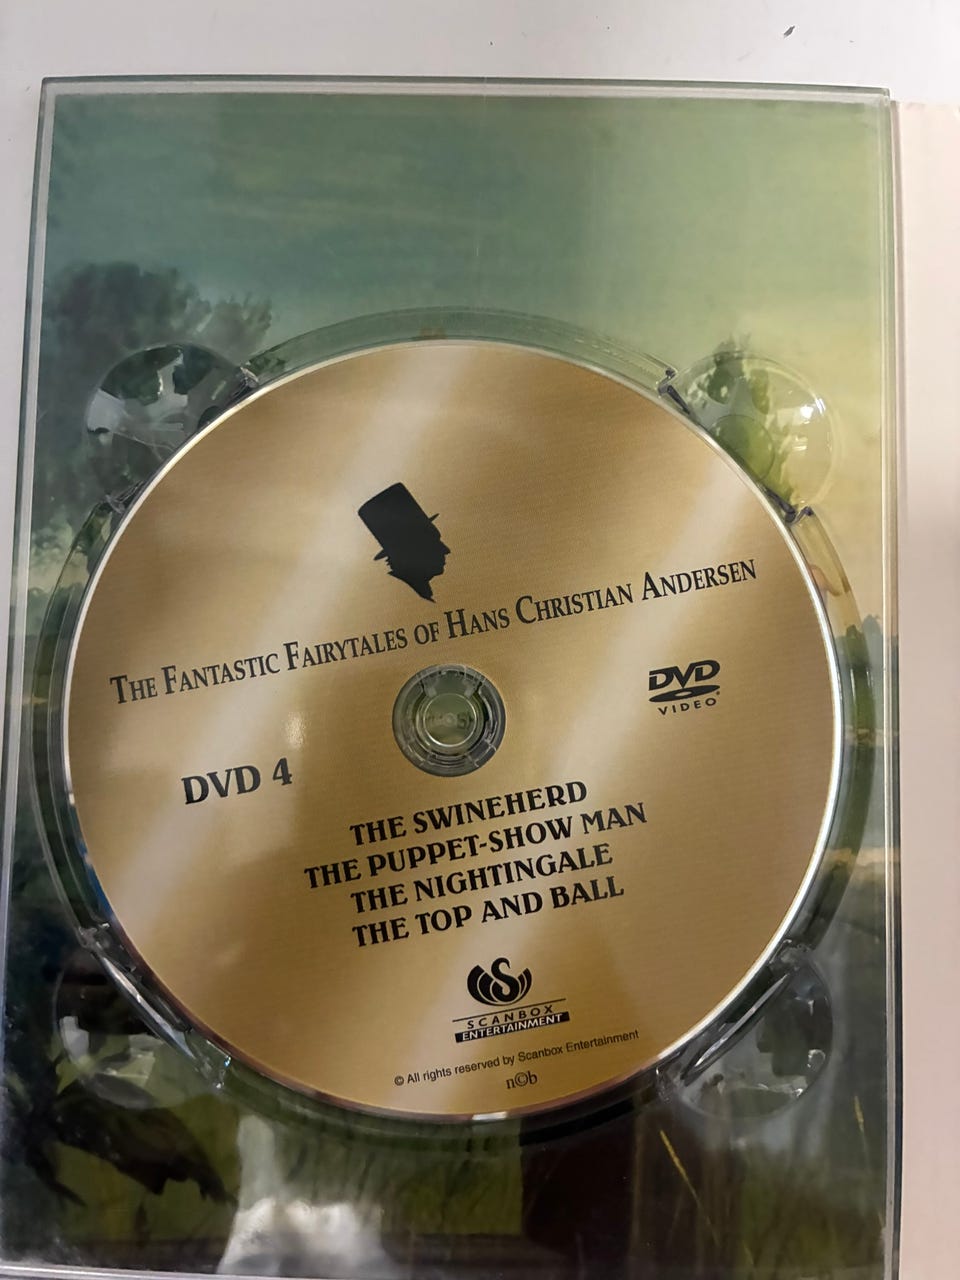 The Fantastic Fairytales of Hans Christian Andersen
DVD
VIDEO
DVD 4
THE SWINEHERD
THE PUPPET-SHOW MAN
THE NIGHTINGALE
THE TOP AND BALL
SCANBOX
ENTERTAINMENT
© All rights reserved by Scanbox Entertainment
n©b